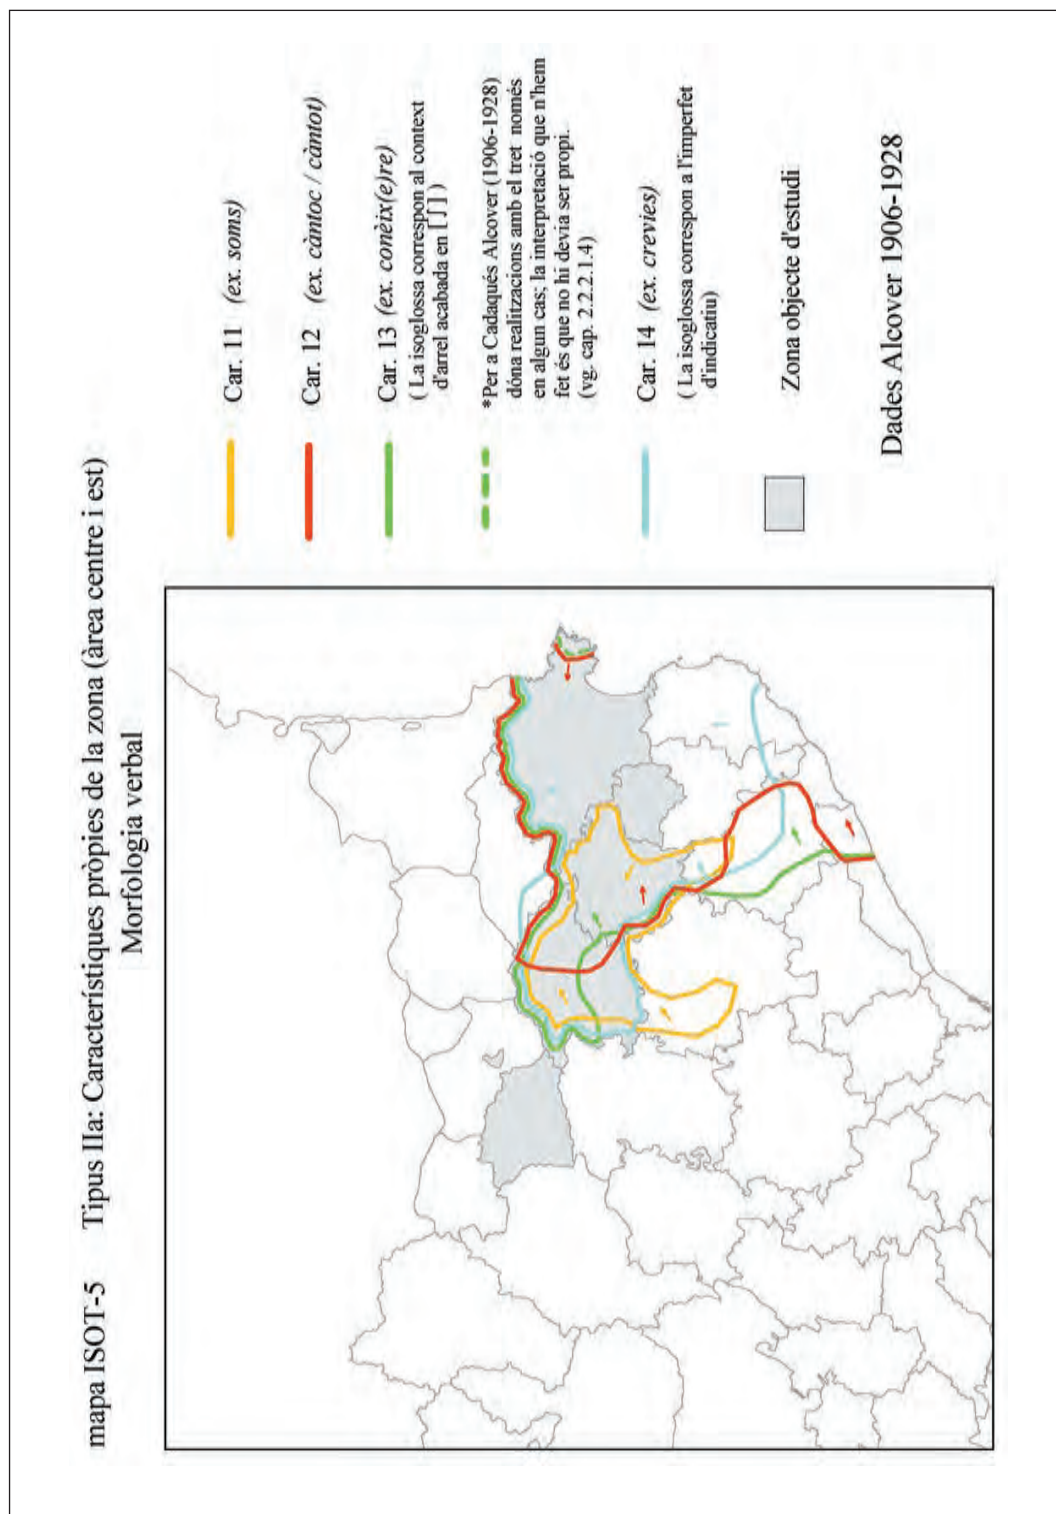 mapa ISOT-5 Tipus IIa: Característiques pròpies de la zona (àrea centre i est)
Morfologia verbal
Car. 11 (ex. soms)
Car. 12 (ex. càntoc / càntot)
Car. 13 (ex. conèix(e)re)
( La isoglossa correspon al context
d'arrel acabada en [ʃ] )
*Per a Cadaqués Alcover (1906-1928)
dóna realitzacions amb el tret només
en algun cas; la interpretació que n'hem
fet és que no hi devia ser propi.
(vg. cap. 2.2.2.1.4)
Car. 14 (ex. crevies)
( La isoglossa correspon a l'imperfet
d'indicatiu)
Zona objecte d'estudi
Dades Alcover 1906-1928